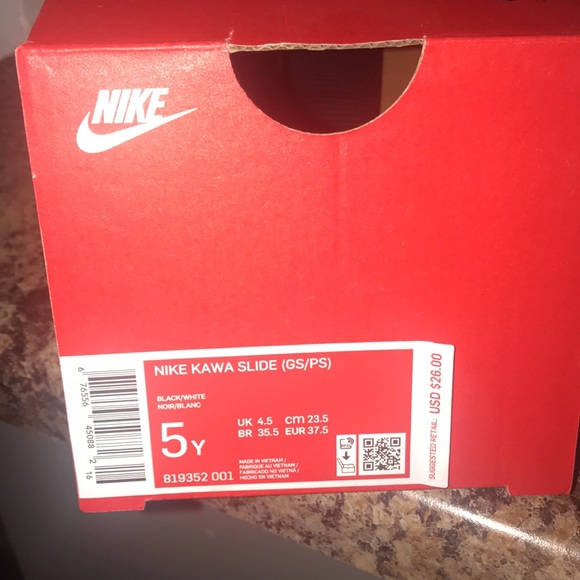 NIKE
NIKE KAWA SLIDE (GS/PS)
BLACK/WHITE
NOIR/BLANC
5Y
UK 4.5 cm 23.5
BR 35.5 EUR 37.5
819352 001
MADE IN VIETNAM /
FABRIQUE AU VIETNAM /
FABRICADO NO VIETNÃ /
HECHO EN VIETNAM
6 76556 45088 2 16
SUGGESTED RETAIL: USD $26.00